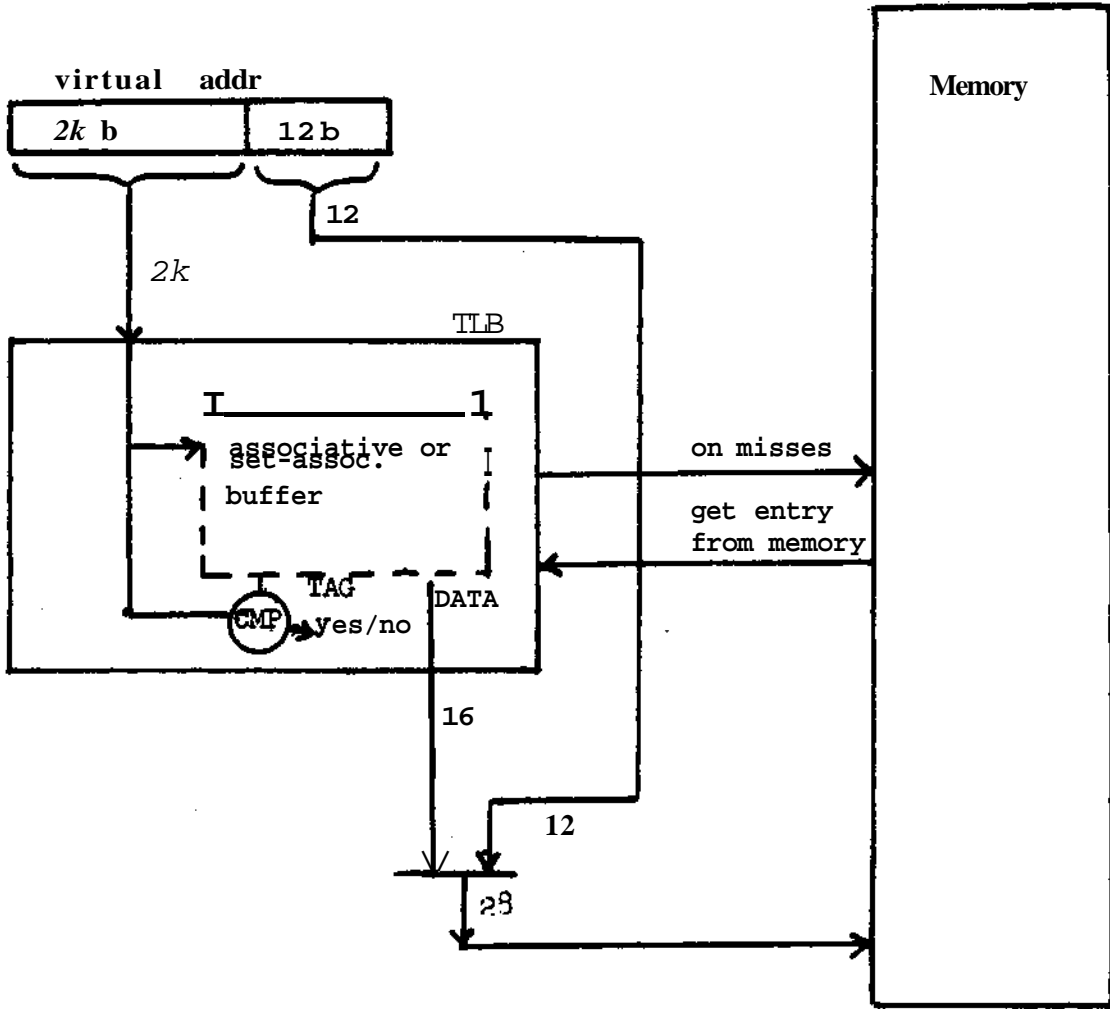 virtual addr
Memory
2k b
12b
12
2k
TLB
associative or
set-assoc.
buffer
on misses
get entry
from memory
TAG
DATA
CMP
yes/no
16
12
28